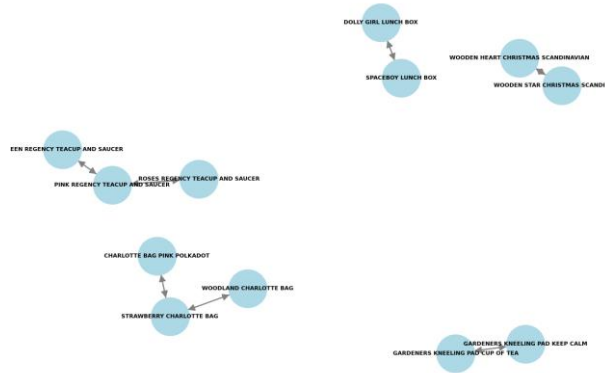 DOLLY GIRL LUNCH BOX
WOODEN HEART CHRISTMAS SCANDINAVIAN
SPACEBOY LUNCH BOX
WOODEN STAR CHRISTMAS SCANDI
EEN REGENCY TEACUP AND SAUCER
ROSES REGENCY TEACUP AND SAUCER
PINK REGENCY TEACUP AND SAUCER
CHARLOTTE BAG PINK POLKADOT
WOODLAND CHARLOTTE BAG
STRAWBERRY CHARLOTTE BAG
GARDENERS KNEELING PAD KEEP CALM
GARDENERS KNEELING PAD CUP OF TEA